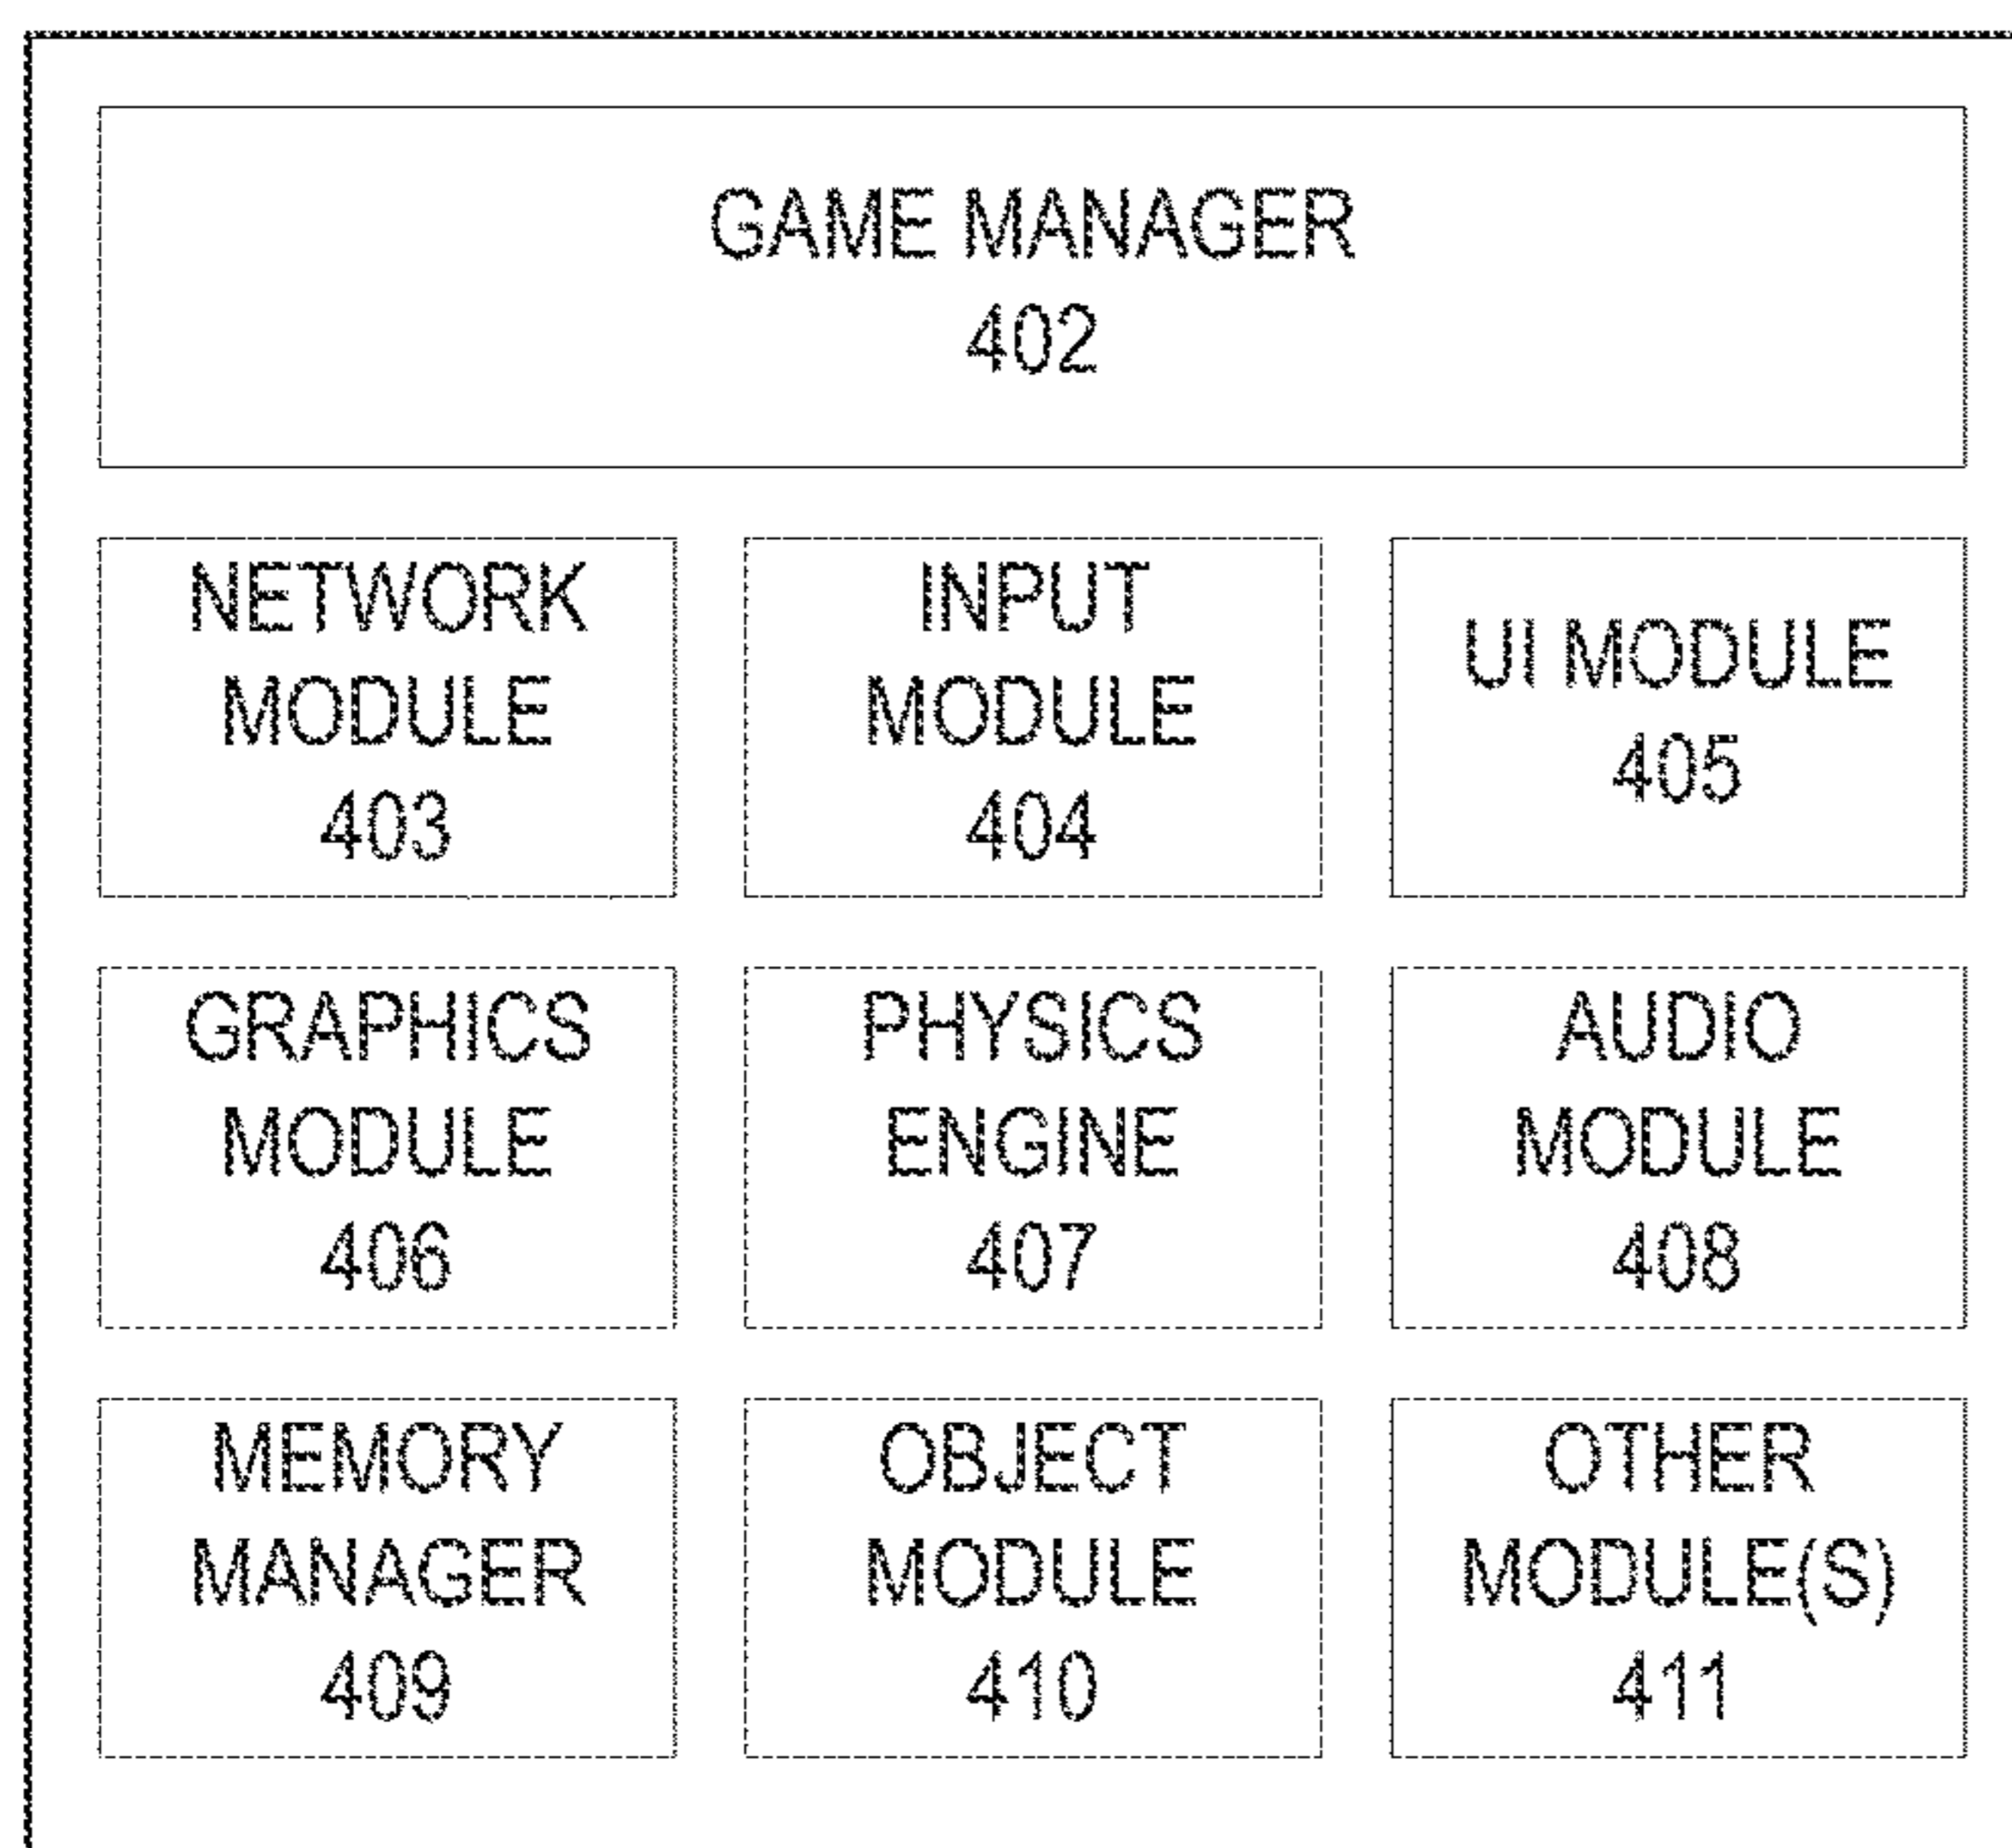 GAME MANAGER
402
NETWORK
MODULE
403
INPUT
MODULE
404
UI MODULE
405
GRAPHICS
MODULE
406
PHYSICS
ENGINE
407
AUDIO
MODULE
408
MEMORY
MANAGER
409
OBJECT
MODULE
410
OTHER
MODULE(S)
411